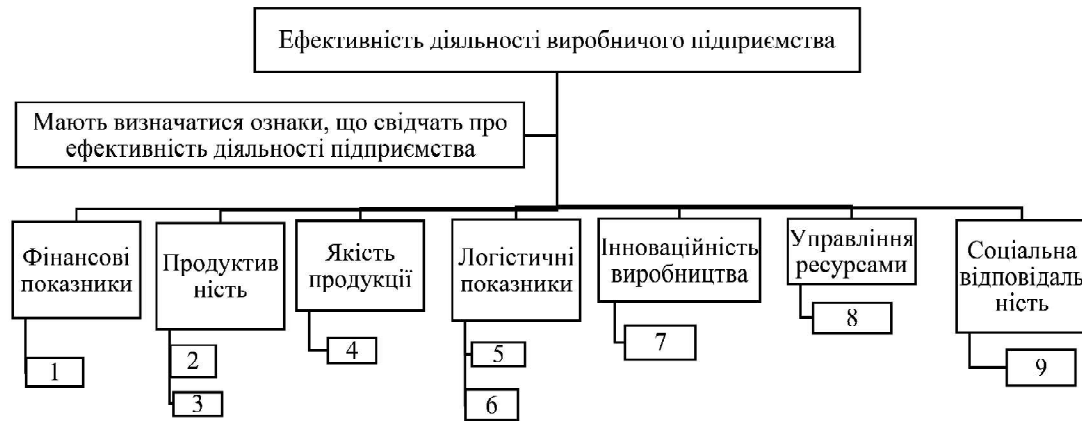 Ефективність діяльності виробничого підприємства
Мають визначатися ознаки, що свідчать про
ефективність діяльності підприємства
Фінансові
показники
Продуктив
ність
Якість
продукції
Логістичні
показники
Інноваційність
виробництва
Управління
ресурсами
Соціальна
відповідаль
ність
1
2
3
4
5
6
7
8
9